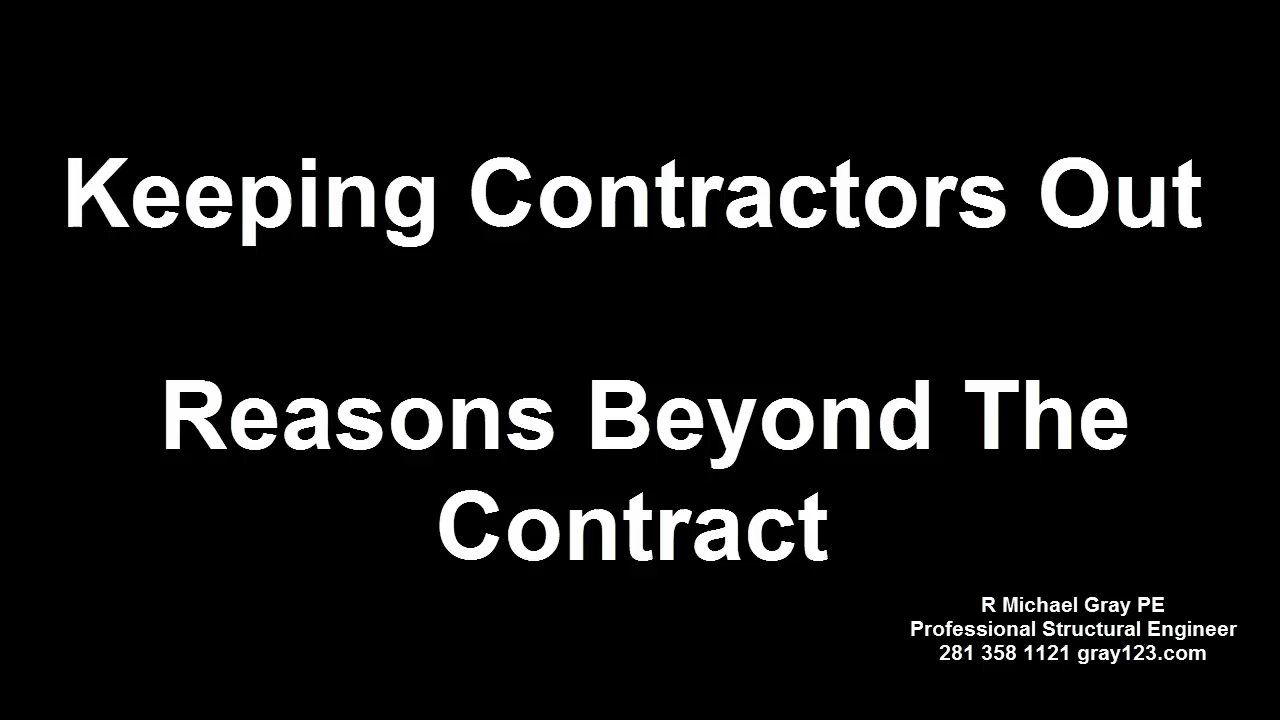 Keeping Contractors Out
Reasons Beyond The
Contract
R Michael Gray PE
Professional Structural Engineer
281 358 1121 gray123.com